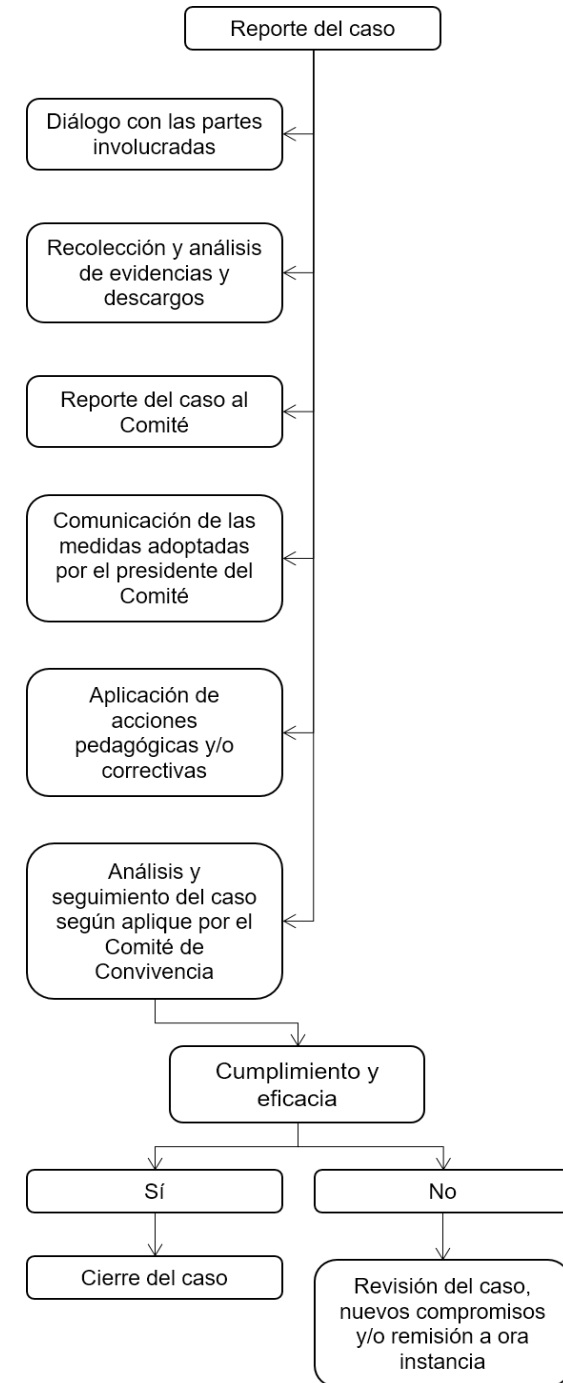 Reporte del caso
Diálogo con las partes
involucradas
Recolección y análisis
de evidencias y
descargos
Reporte del caso al
Comité
Comunicación de las
medidas adoptadas
por el presidente del
Comité
Aplicación de
acciones
pedagógicas y/o
correctivas
Análisis y
seguimiento del caso
según aplique por el
Comité de
Convivencia
Cumplimiento y
eficacia
Sí
No
Cierre del caso
Revisión del caso,
nuevos compromisos
y/o remisión a ora
instancia